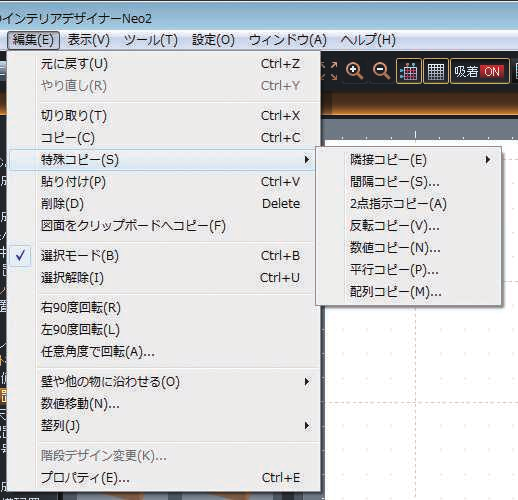 インテリアデザイナーNeo2
編集(E) 表示(V) ツール(T) 設定(O) ウィンドウ(A) ヘルプ(H)
元に戻す(U) Ctrl+Z
やり直し(R) Ctrl+Y
切り取り(T) Ctrl+X
コピー(C) Ctrl+C
特殊コピー(S)
貼り付け(P) Ctrl+V
削除(D) Delete
図面をクリップボードへコピー(F)
選択モード(B) Ctrl+B
選択解除(I) Ctrl+U
右90度回転(R)
左90度回転(L)
任意角度で回転(A)...
壁や他の物に沿わせる(O)
数値移動(N)...
整列(J)
階段デザイン変更(K)...
プロパティ(E)... Ctrl+E
吸着 ON
隣接コピー(E)
間隔コピー(S)...
2点指示コピー(A)
反転コピー(V)...
数値コピー(N)...
平行コピー(P)...
配列コピー(M)...